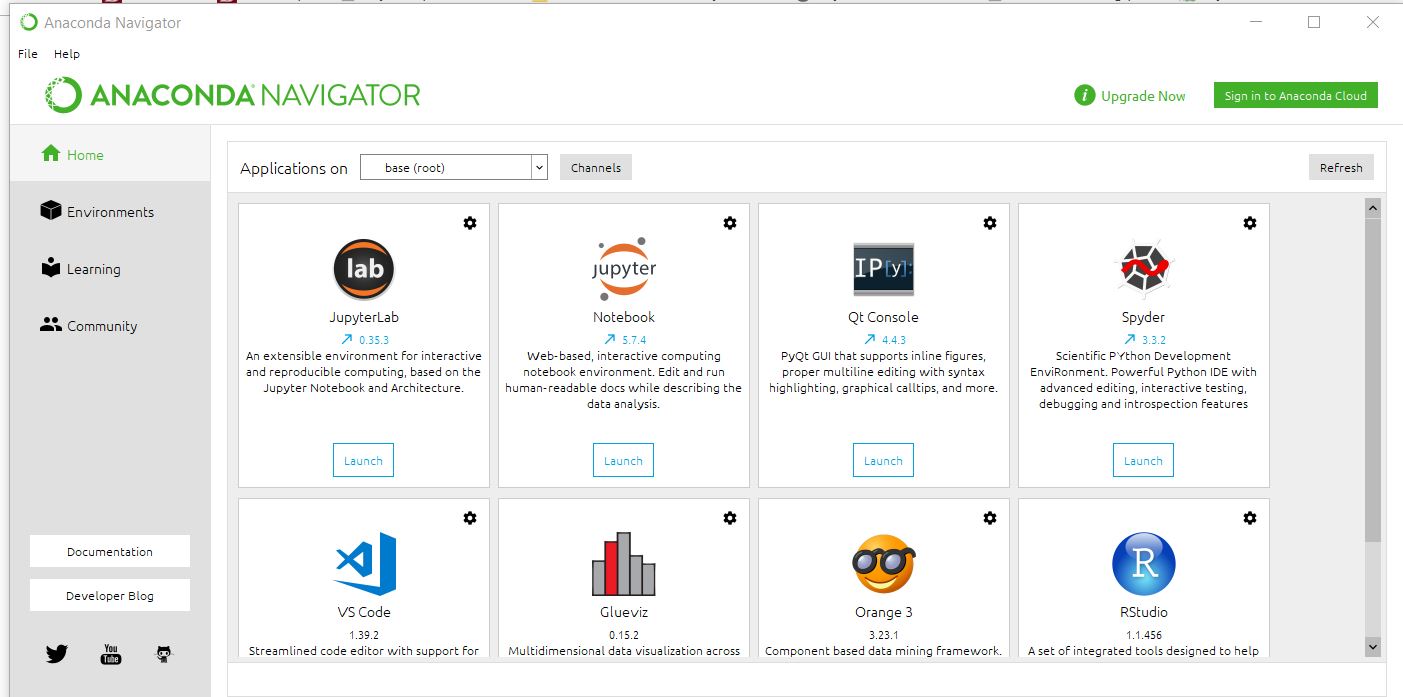 Anaconda Navigator
File Help
ANACONDA NAVIGATOR
i Upgrade Now
Sign in to Anaconda Cloud
Home
Environments
Learning
Community
Documentation
Developer Blog
You
Tube
Applications on
base (root)
Channels
Refresh
lab
JupyterLab
0.35.3
An extensible environment for interactive
and reproducible computing, based on the
Jupyter Notebook and Architecture.
Launch
jupyter
Notebook
5.7.4
Web-based, interactive computing
notebook environment. Edit and run
human-readable docs while describing the
data analysis.
Launch
IP[y]:
Qt Console
4.4.3
PyQt GUI that supports inline figures,
proper multiline editing with syntax
highlighting, graphical calltips, and more.
Launch
Spyder
3.3.2
Scientific PYthon Development
EnviRonment. Powerful Python IDE with
advanced editing, interactive testing,
debugging and introspection features
Launch
VS Code
1.39.2
Streamlined code editor with support for
Glueviz
0.15.2
Multidimensional data visualization across
Orange 3
3.23.1
Component based data mining framework.
R
RStudio
1.1.456
A set of integrated tools designed to help